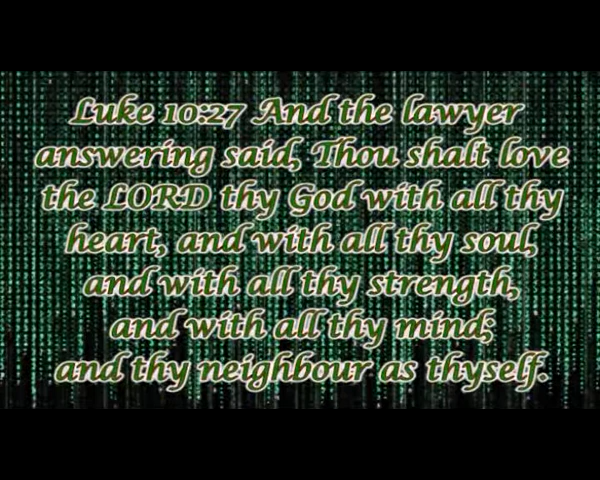 Luke 10:27 And the lawyer
answering said, Thou shalt love
the LORD thy God with all thy
heart, and with all thy soul,
and with all thy strength,
and with all thy mind;
and thy neighbour as thyself.